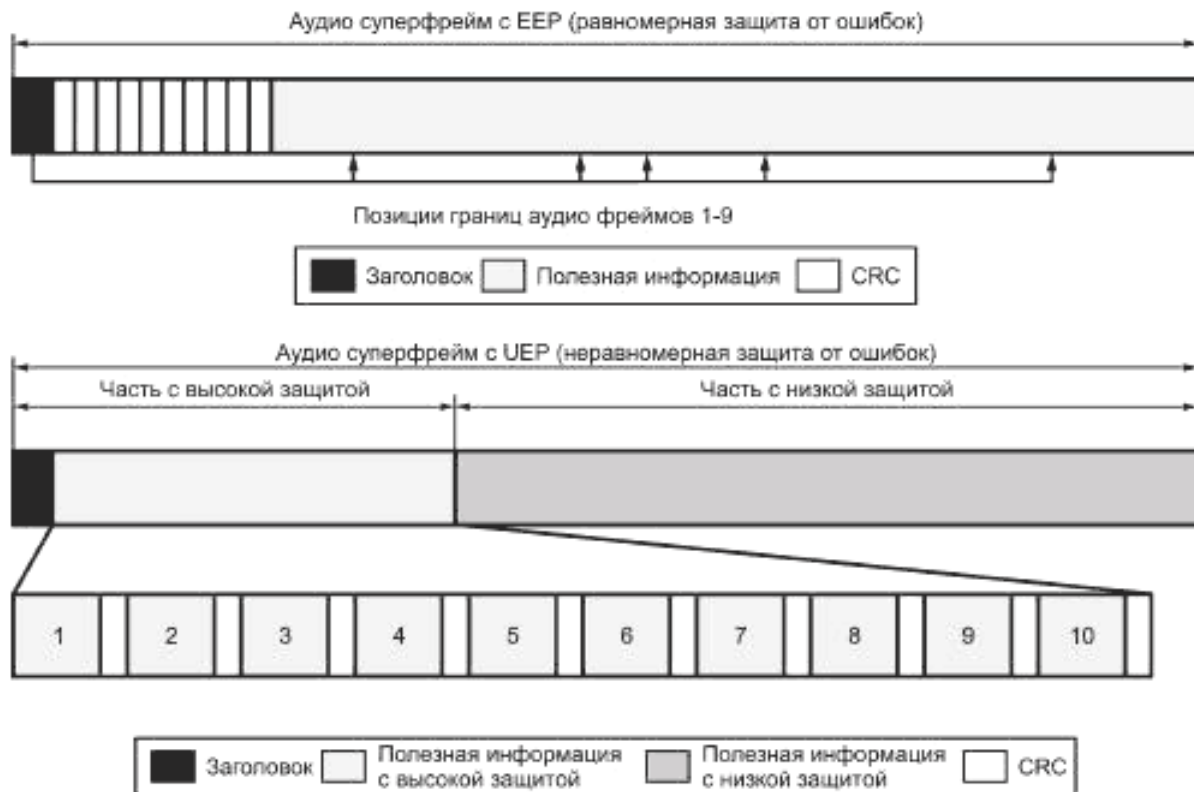 Аудио суперфрейм с EEP (равномерная защита от ошибок)
Позиции границ аудио фреймов 1-9
Заголовок Полезная информация CRC
Аудио суперфрейм с UEP (неравномерная защита от ошибок)
Часть с высокой защитой Часть с низкой защитой
1 2 3 4 5 6 7 8 9 10
Заголовок Полезная информация Полезная информация CRC
с высокой защитой с низкой защитой